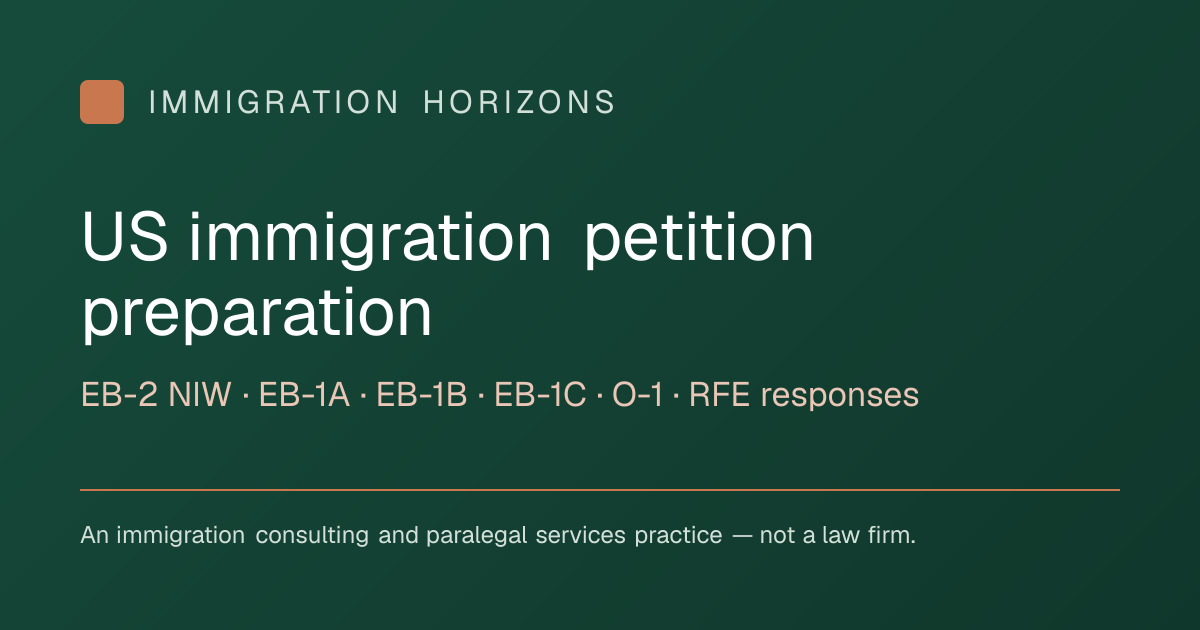 IMMIGRATION HORIZONS
US immigration petition
preparation
EB-2 NIW · EB-1A · EB-1B · EB-1C · O-1 · RFE responses
An immigration consulting and paralegal services practice — not a law firm.